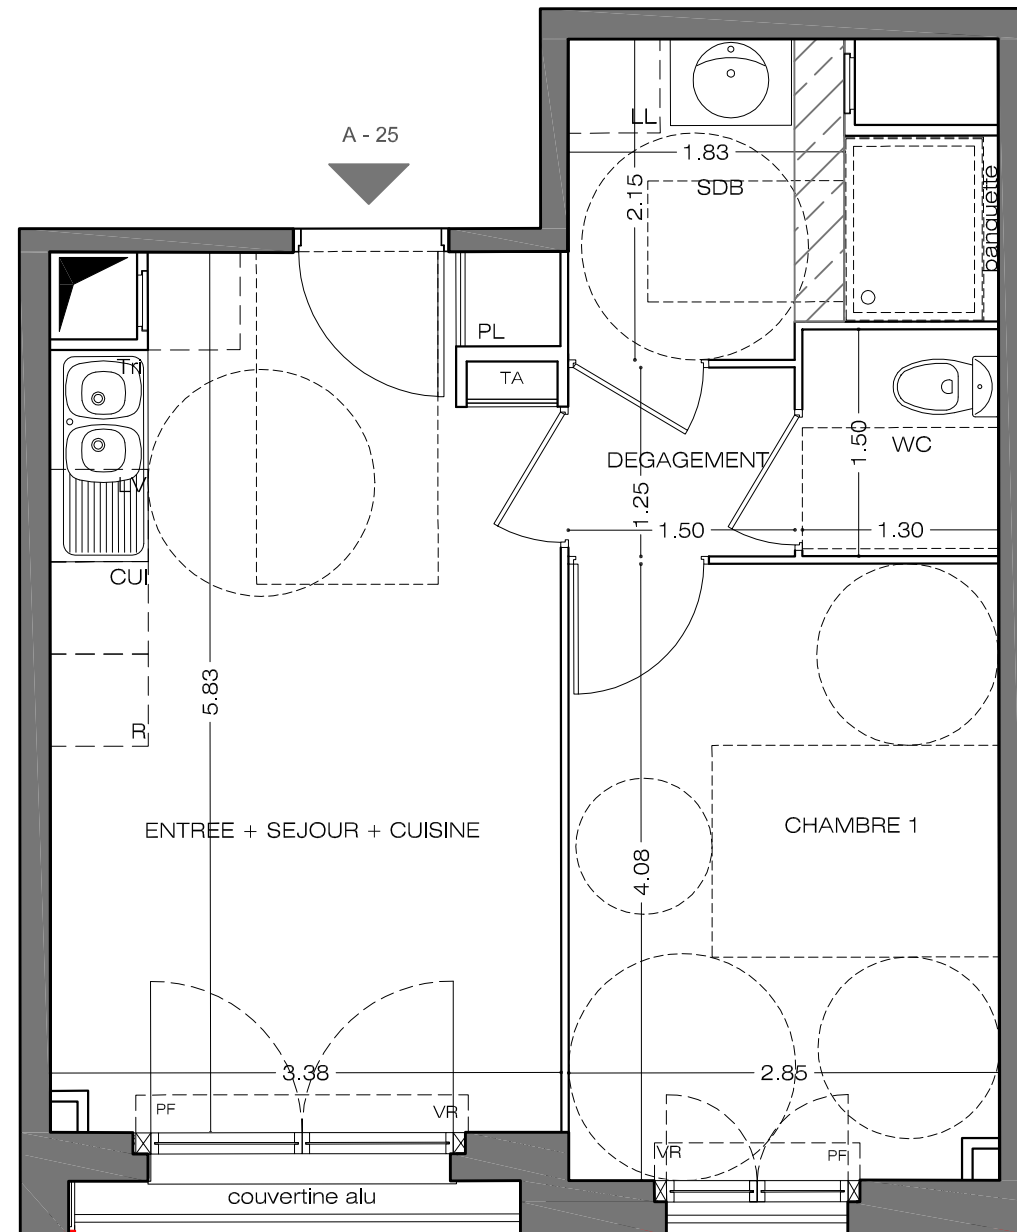 A - 25
LL
1.83
SDB
2.15
banquette
PL
TA
Tri
WC
DEGAGEMENT
1.50
LV
1.25
1.50
1.30
CUI
5.83
R
ENTREE + SEJOUR + CUISINE
CHAMBRE 1
4.08
3.38
2.85
PF
VR
VR
PF
couvertine alu